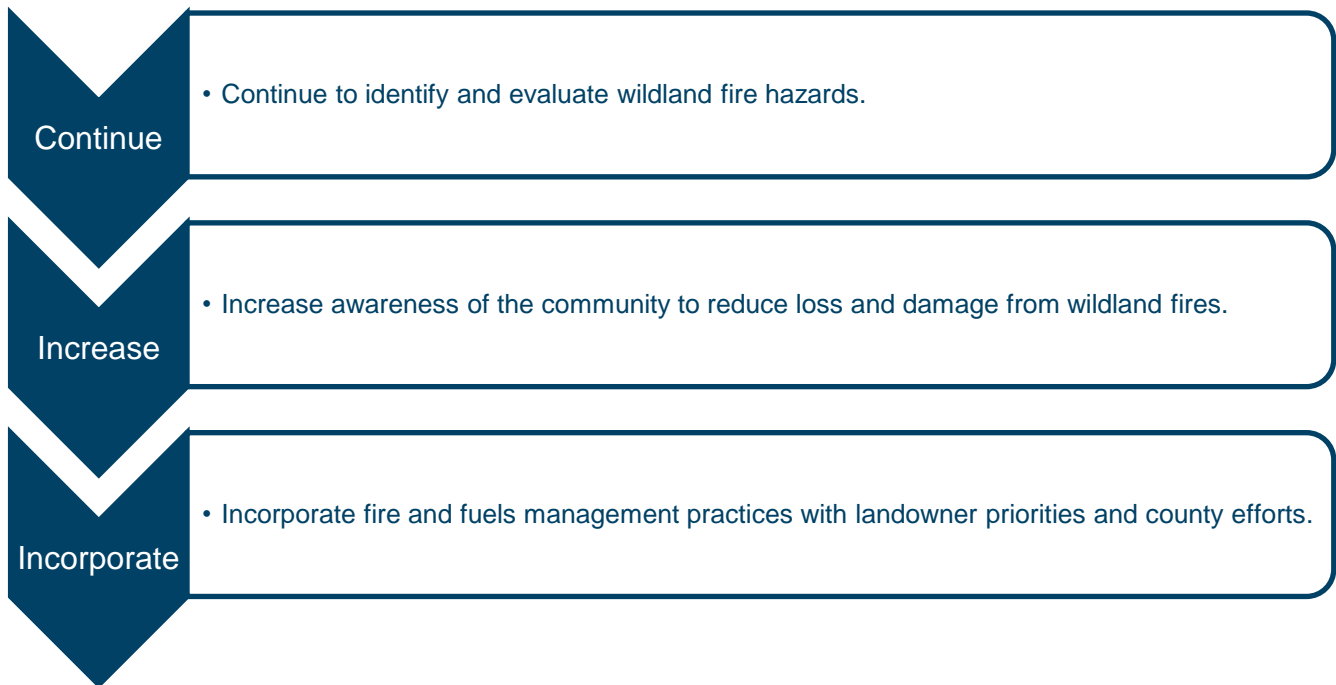 Continue
• Continue to identify and evaluate wildland fire hazards.
Increase
• Increase awareness of the community to reduce loss and damage from wildland fires.
Incorporate
• Incorporate fire and fuels management practices with landowner priorities and county efforts.